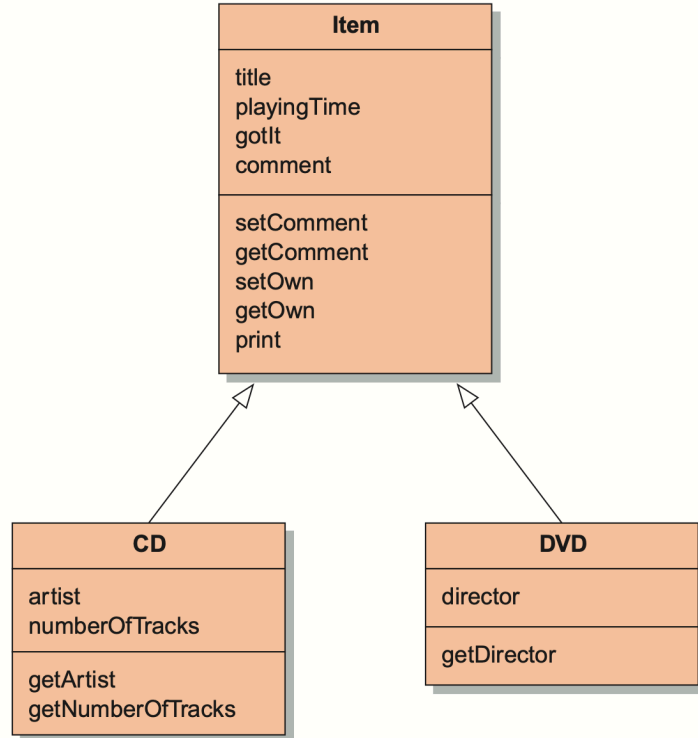 Item
title
playingTime
gotIt
comment
setComment
getComment
setOwn
getOwn
print
CD
artist
numberOfTracks
getArtist
getNumberOfTracks
DVD
director
getDirector